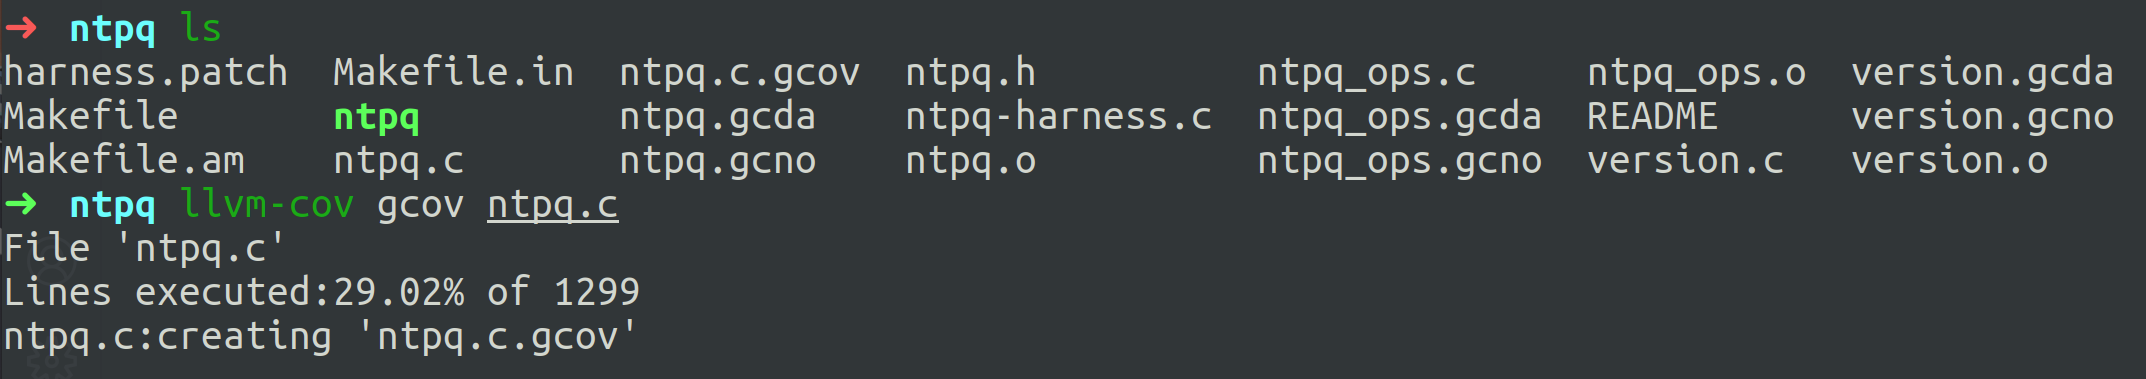 ➜ ntpq ls
harness.patch Makefile.in ntpq.c.gcov ntpq.h ntpq_ops.c ntpq_ops.o version.gcda
Makefile ntpq ntpq.gcda ntpq-harness.c ntpq_ops.gcda README version.gcno
Makefile.am ntpq.c ntpq.gcno ntpq.o ntpq_ops.gcno version.c version.o
➜ ntpq llvm-cov gcov ntpq.c
File 'ntpq.c'
Lines executed:29.02% of 1299
ntpq.c:creating 'ntpq.c.gcov'